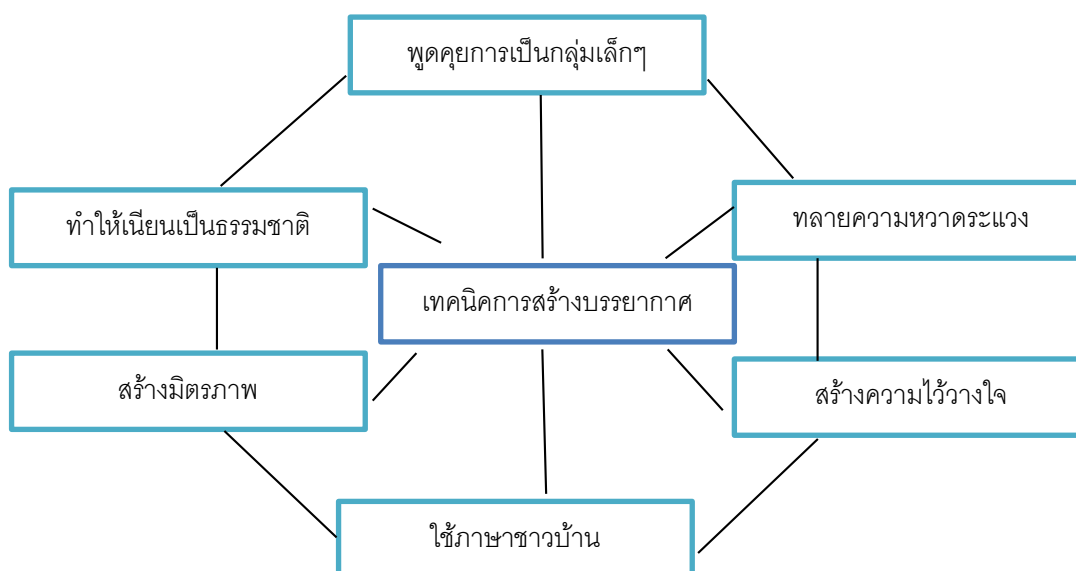 พูดคุยการเป็นกลุ่มเล็กๆ
ทำให้เนียนเป็นธรรมชาติ
ทลายความหวาดระแวง
เทคนิคการสร้างบรรยากาศ
สร้างมิตรภาพ
สร้างความไว้วางใจ
ใช้ภาษาชาวบ้าน